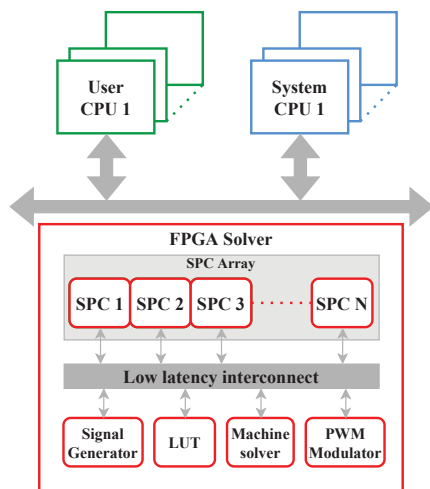 User
CPU 1
System
CPU 1
FPGA Solver
SPC Array
SPC 1
SPC 2
SPC 3
SPC N
Low latency interconnect
Signal
Generator
LUT
Machine
solver
PWM
Modulator